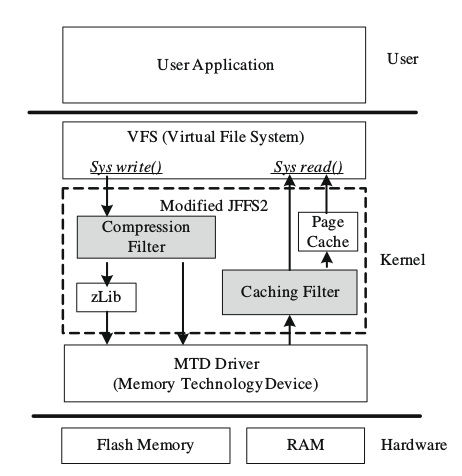 User Application
User
VFS (Virtual File System)
Sys write()
Sys read()
Modified JFFS2
Compression
Filter
Page
Cache
Kernel
zLib
Caching Filter
MTD Driver
(Memory Technology Device)
Flash Memory
RAM
Hardware